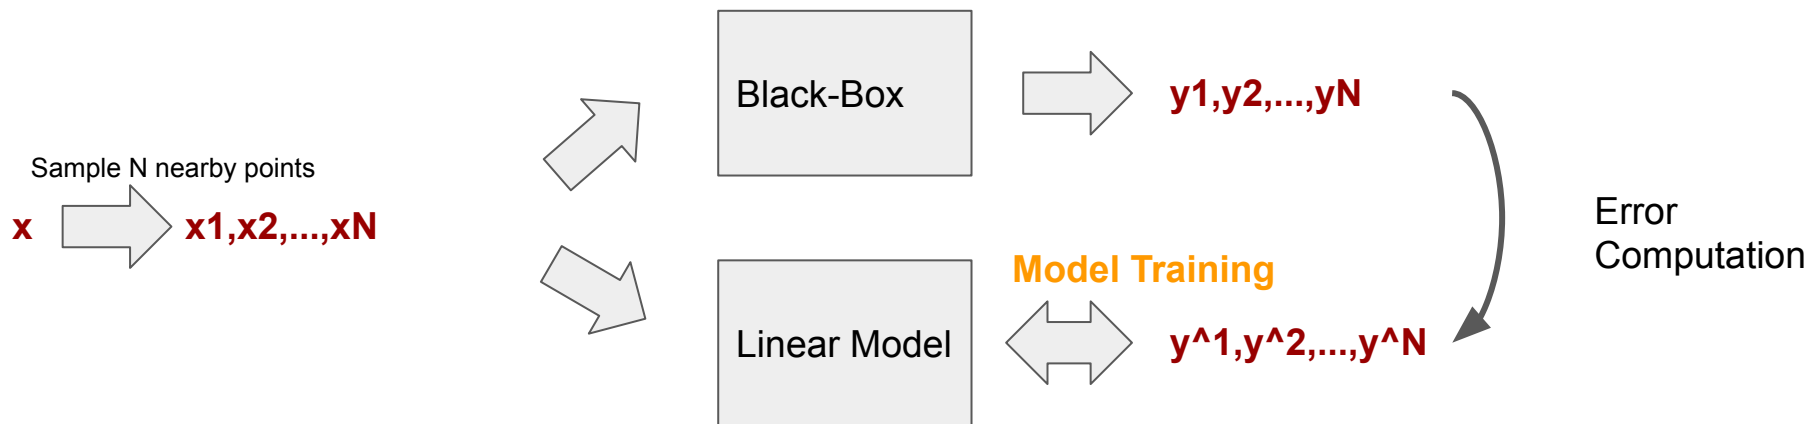 Sample N nearby points
x
x1,x2,...,xN
Black-Box
y1,y2,...,yN
Linear Model
Model Training
y^1,y^2,...,y^N
Error
Computation